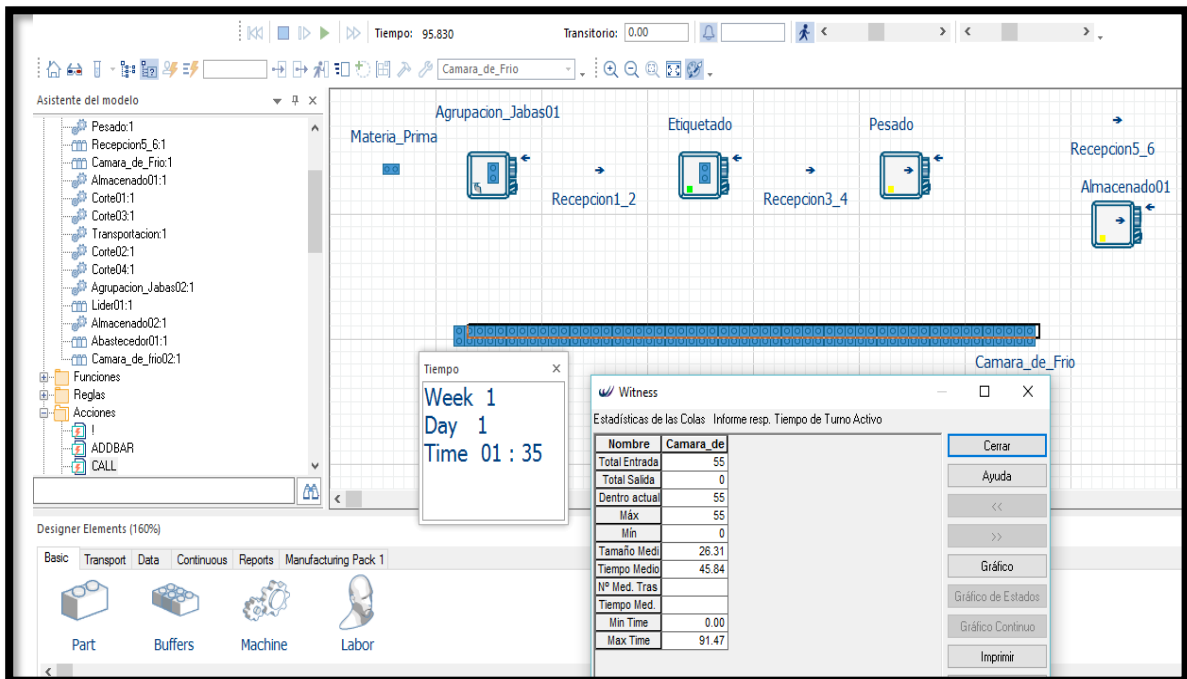 Tiempo: 95.830 Transitorio: 0.00
Camara_de_Frio
Asistente del modelo
Pesado:1
Recepcion5_6:1
Camara_de_Frio:1
Almacenado01:1
Corte01:1
Corte03:1
Transportacion:1
Corte02:1
Corte04:1
Agrupacion_Jabas02:1
Lider01:1
Almacenado02:1
Abastecedor01:1
Camara_de_frio02:1
Funciones
Reglas
Acciones
!
ADDBAR
CALL
Materia_Prima
Agrupacion_Jabas01
Recepcion1_2
Etiquetado
Recepcion3_4
Pesado
Recepcion5_6
Almacenado01
Camara_de_Frio
Tiempo
Week 1
Day 1
Time 01 : 35
Witness
Estadísticas de las Colas Informe resp. Tiempo de Turno Activo
Nombre Camara_de
Total Entrada 55
Total Salida 0
Dentro actual 55
Máx 55
Mín 0
Tamaño Medi 26.31
Tiempo Medio 45.84
Nº Med. Tras
Tiempo Med.
Min Time 0.00
Max Time 91.47
Cerrar
Ayuda
<<
>>
Gráfico
Gráfico de Estados
Gráfico Continuo
Imprimir
Designer Elements (160%)
Basic Transport Data Continuous Reports Manufacturing Pack 1
Part Buffers Machine Labor